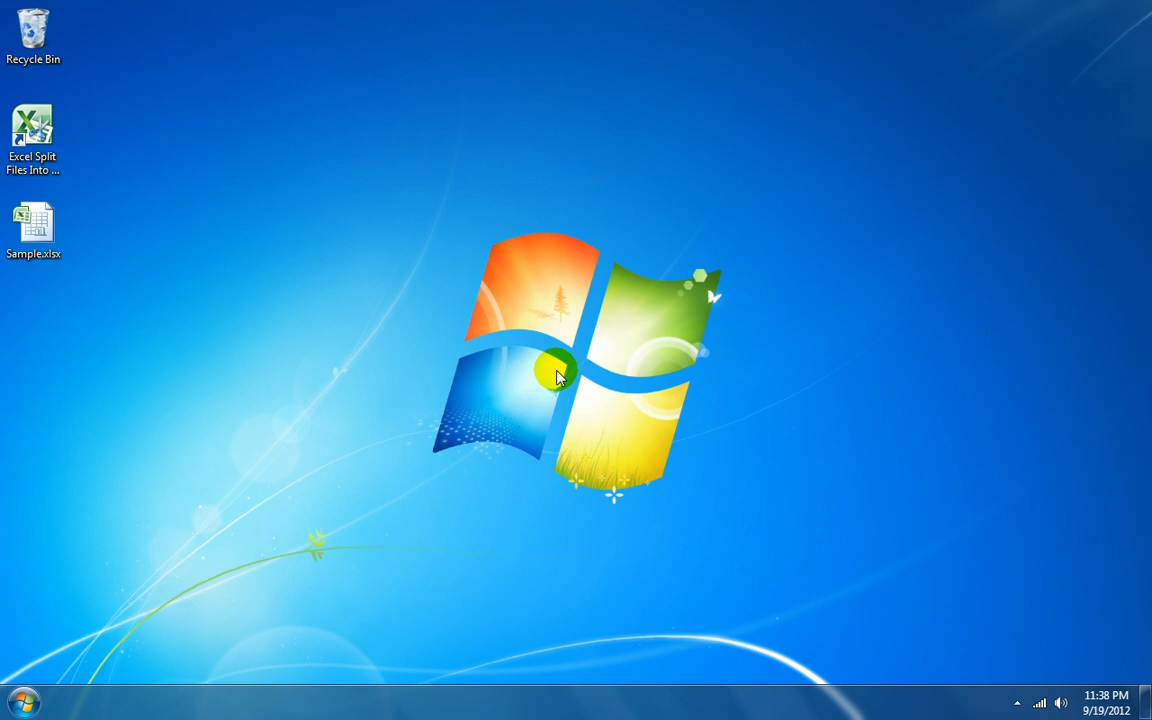 Recycle Bin
Excel Split
Files Into ...
Sample.xlsx
11:38 PM
9/19/2012